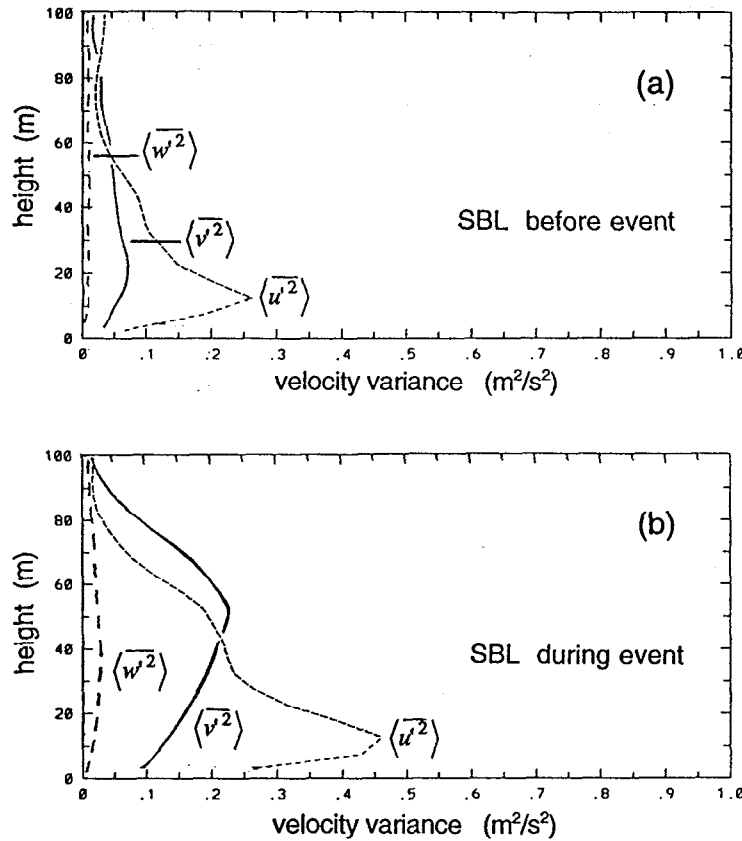 100
80
60
40
20
0
height (m)
(a)
⟨w'²⟩
⟨v'²⟩
⟨u'²⟩
SBL before event
0 .1 .2 .3 .4 .5 .6 .7 .8 .9 1.0
velocity variance (m²/s²)
100
80
60
40
20
0
height (m)
(b)
⟨w'²⟩
⟨v'²⟩
⟨u'²⟩
SBL during event
0 .1 .2 .3 .4 .5 .6 .7 .8 .9 1.0
velocity variance (m²/s²)